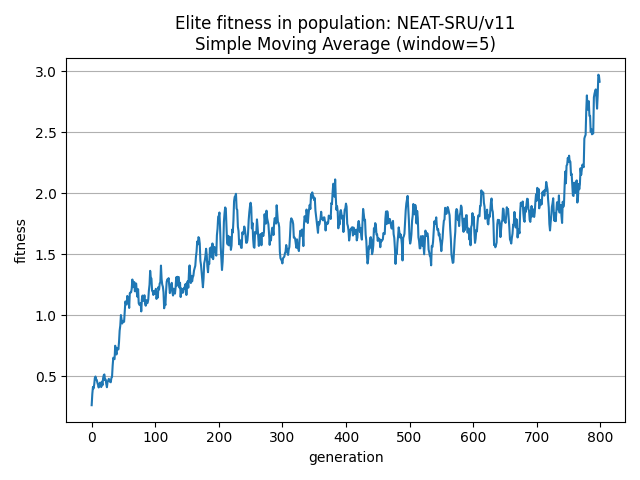 Elite fitness in population: NEAT-SRU/v11
Simple Moving Average (window=5)
3.0
2.5
2.0
1.5
1.0
0.5
fitness
0 100 200 300 400 500 600 700 800
generation